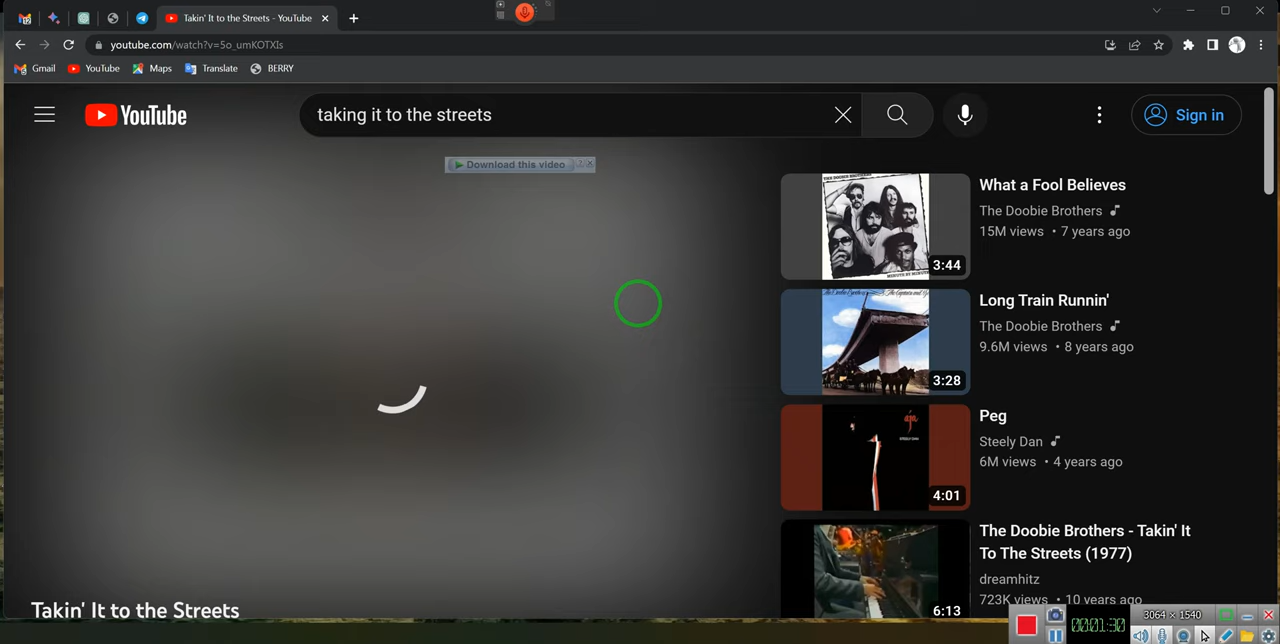 Takin' It to the Streets - YouTube
youtube.com/watch?v=5o_umKOTXIs
Gmail
YouTube
Maps
Translate
BERRY
YouTube
taking it to the streets
Sign in
Download this video
What a Fool Believes
The Doobie Brothers
15M views • 7 years ago
3:44
Long Train Runnin'
The Doobie Brothers
9.6M views • 8 years ago
3:28
Peg
Steely Dan
6M views • 4 years ago
4:01
The Doobie Brothers - Takin' It
To The Streets (1977)
dreamhitz
723K views • 10 years ago
6:13
Takin' It to the Streets
3064 × 1540
00:01:30